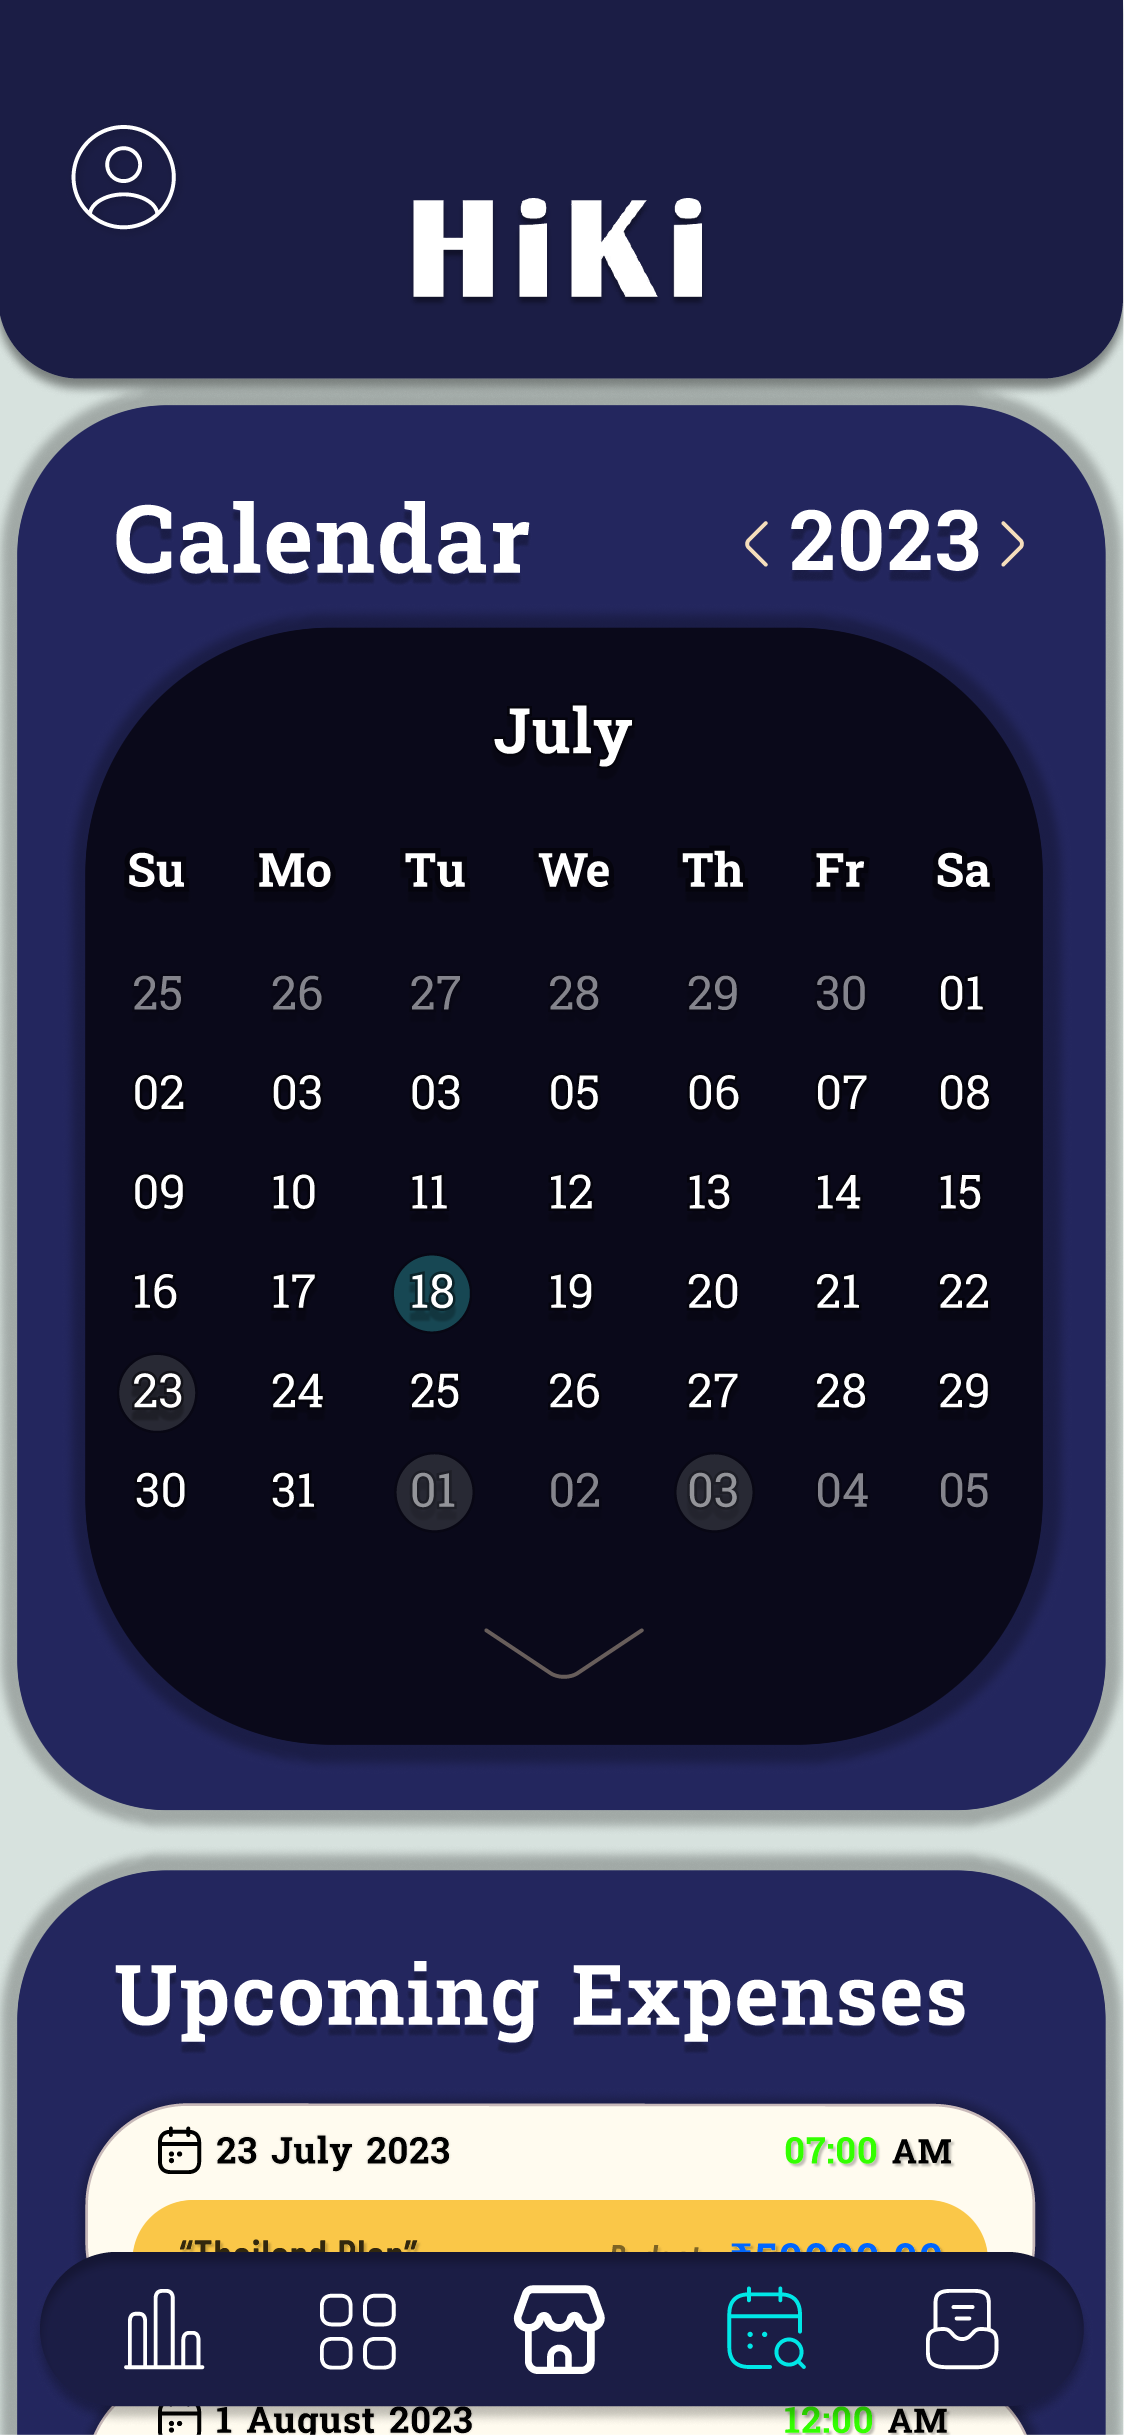 HiKi
Calendar 2023
July
Su Mo Tu We Th Fr Sa
25 26 27 28 29 30 01
02 03 03 05 06 07 08
09 10 11 12 13 14 15
16 17 18 19 20 21 22
23 24 25 26 27 28 29
30 31 01 02 03 04 05
Upcoming Expenses
23 July 2023 07:00 AM
“Thailand Plan”
1 August 2023 12:00 AM